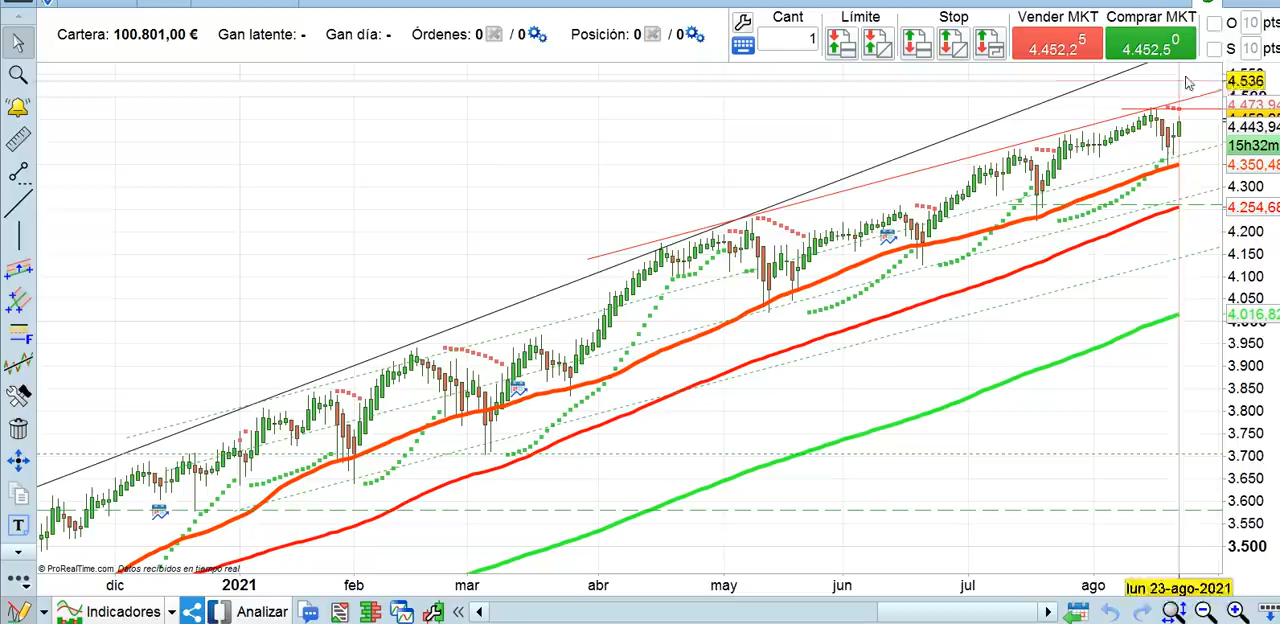 Cant Límite Stop Vender MKT Comprar MKT O 10 pts
Cartera: 100.801,00 € Gan latente: - Gan día: - Órdenes: 0 / 0 Posición: 0 / 0 1 4.452,2 5 4.452,5 0 S 10 pts
4.536
4.473,94
4.443,94
15h32m
4.350,48
4.300
4.254,68
4.200
4.150
4.100
4.050
4.016,82
3.950
3.900
3.850
3.800
3.750
3.700
3.650
3.600
3.550
3.500
© ProRealTime.com Datos recibidos en tiempo real
dic 2021 feb mar abr may jun jul ago lun 23-ago-2021
F
T
Indicadores Analizar